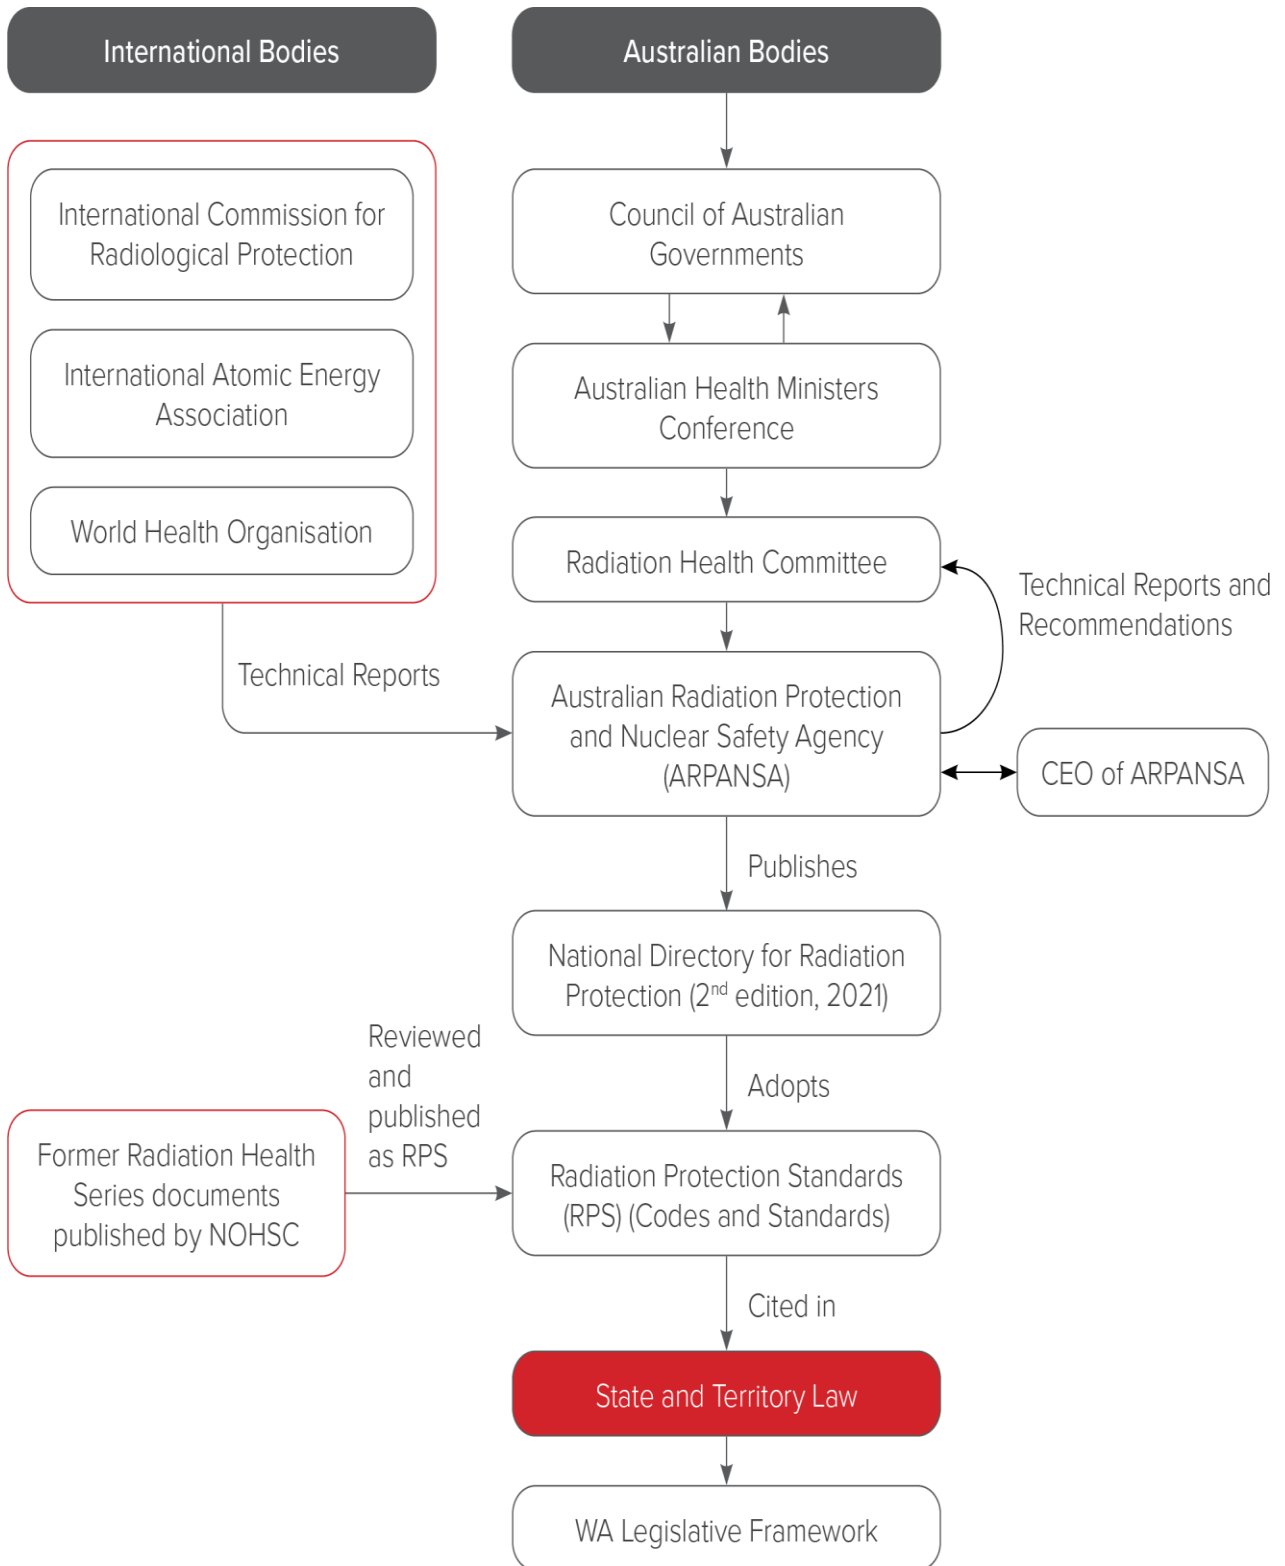 International Bodies
Australian Bodies
International Commission for
Radiological Protection
International Atomic Energy
Association
World Health Organisation
Technical Reports
Council of Australian
Governments
Australian Health Ministers
Conference
Radiation Health Committee
Technical Reports and
Recommendations
Australian Radiation Protection
and Nuclear Safety Agency
(ARPANSA)
CEO of ARPANSA
Publishes
National Directory for Radiation
Protection (2nd edition, 2021)
Adopts
Reviewed
and
published
as RPS
Former Radiation Health
Series documents
published by NOHSC
Radiation Protection Standards
(RPS) (Codes and Standards)
Cited in
State and Territory Law
WA Legislative Framework